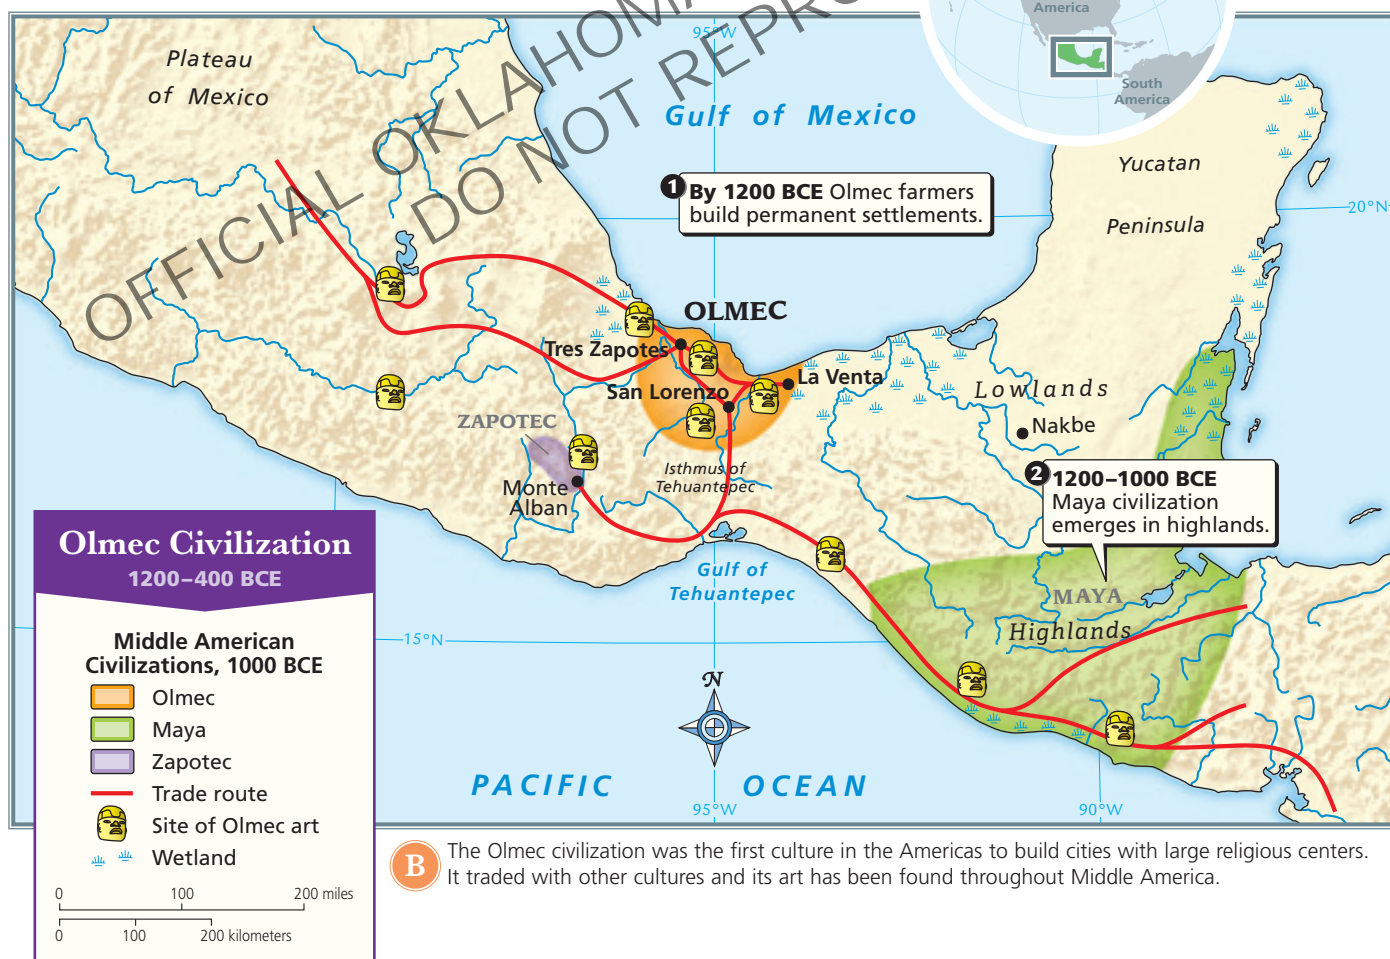 OFFICIAL OKLAHOMA
DO NOT REPRO
America
South
America
Plateau
of Mexico
95°W
Gulf of Mexico
Yucatan
Peninsula
20°N
1 By 1200 BCE Olmec farmers
build permanent settlements.
OLMEC
Tres Zapotes
La Venta
San Lorenzo
Lowlands
Nakbe
ZAPOTEC
Isthmus of
Tehuantepec
Monte
Alban
2 1200–1000 BCE
Maya civilization
emerges in highlands.
Gulf of
Tehuantepec
MAYA
Highlands
15°N
N
PACIFIC OCEAN
95°W
90°W
Olmec Civilization
1200–400 BCE
Middle American
Civilizations, 1000 BCE
Olmec
Maya
Zapotec
Trade route
Site of Olmec art
Wetland
0 100 200 miles
0 100 200 kilometers
B The Olmec civilization was the first culture in the Americas to build cities with large religious centers.
It traded with other cultures and its art has been found throughout Middle America.